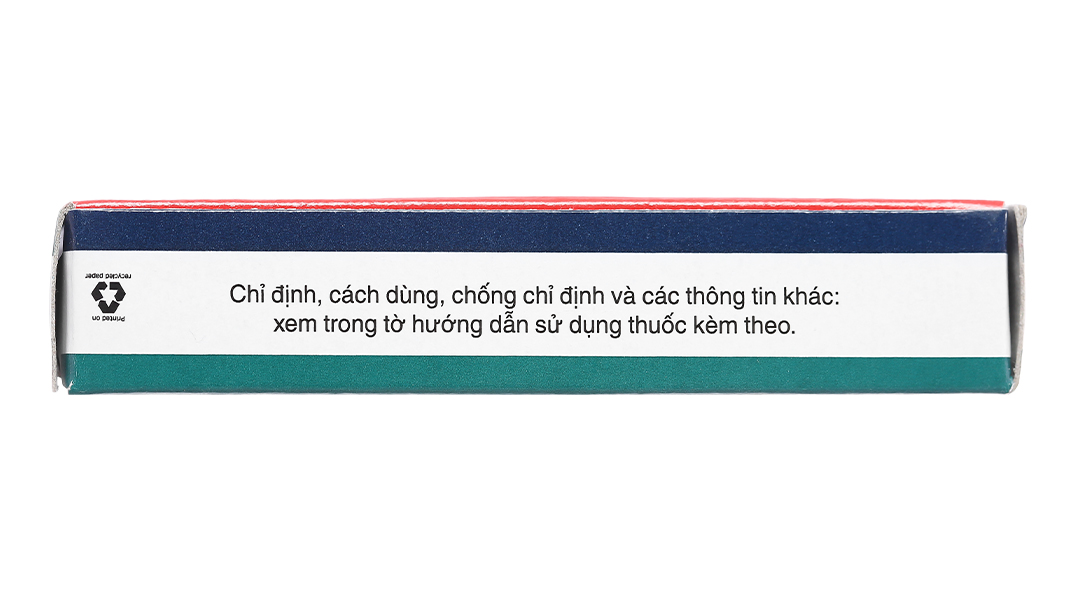 Chỉ định, cách dùng, chống chỉ định và các thông tin khác:
xem trong tờ hướng dẫn sử dụng thuốc kèm theo.
Printed on
recycled paper